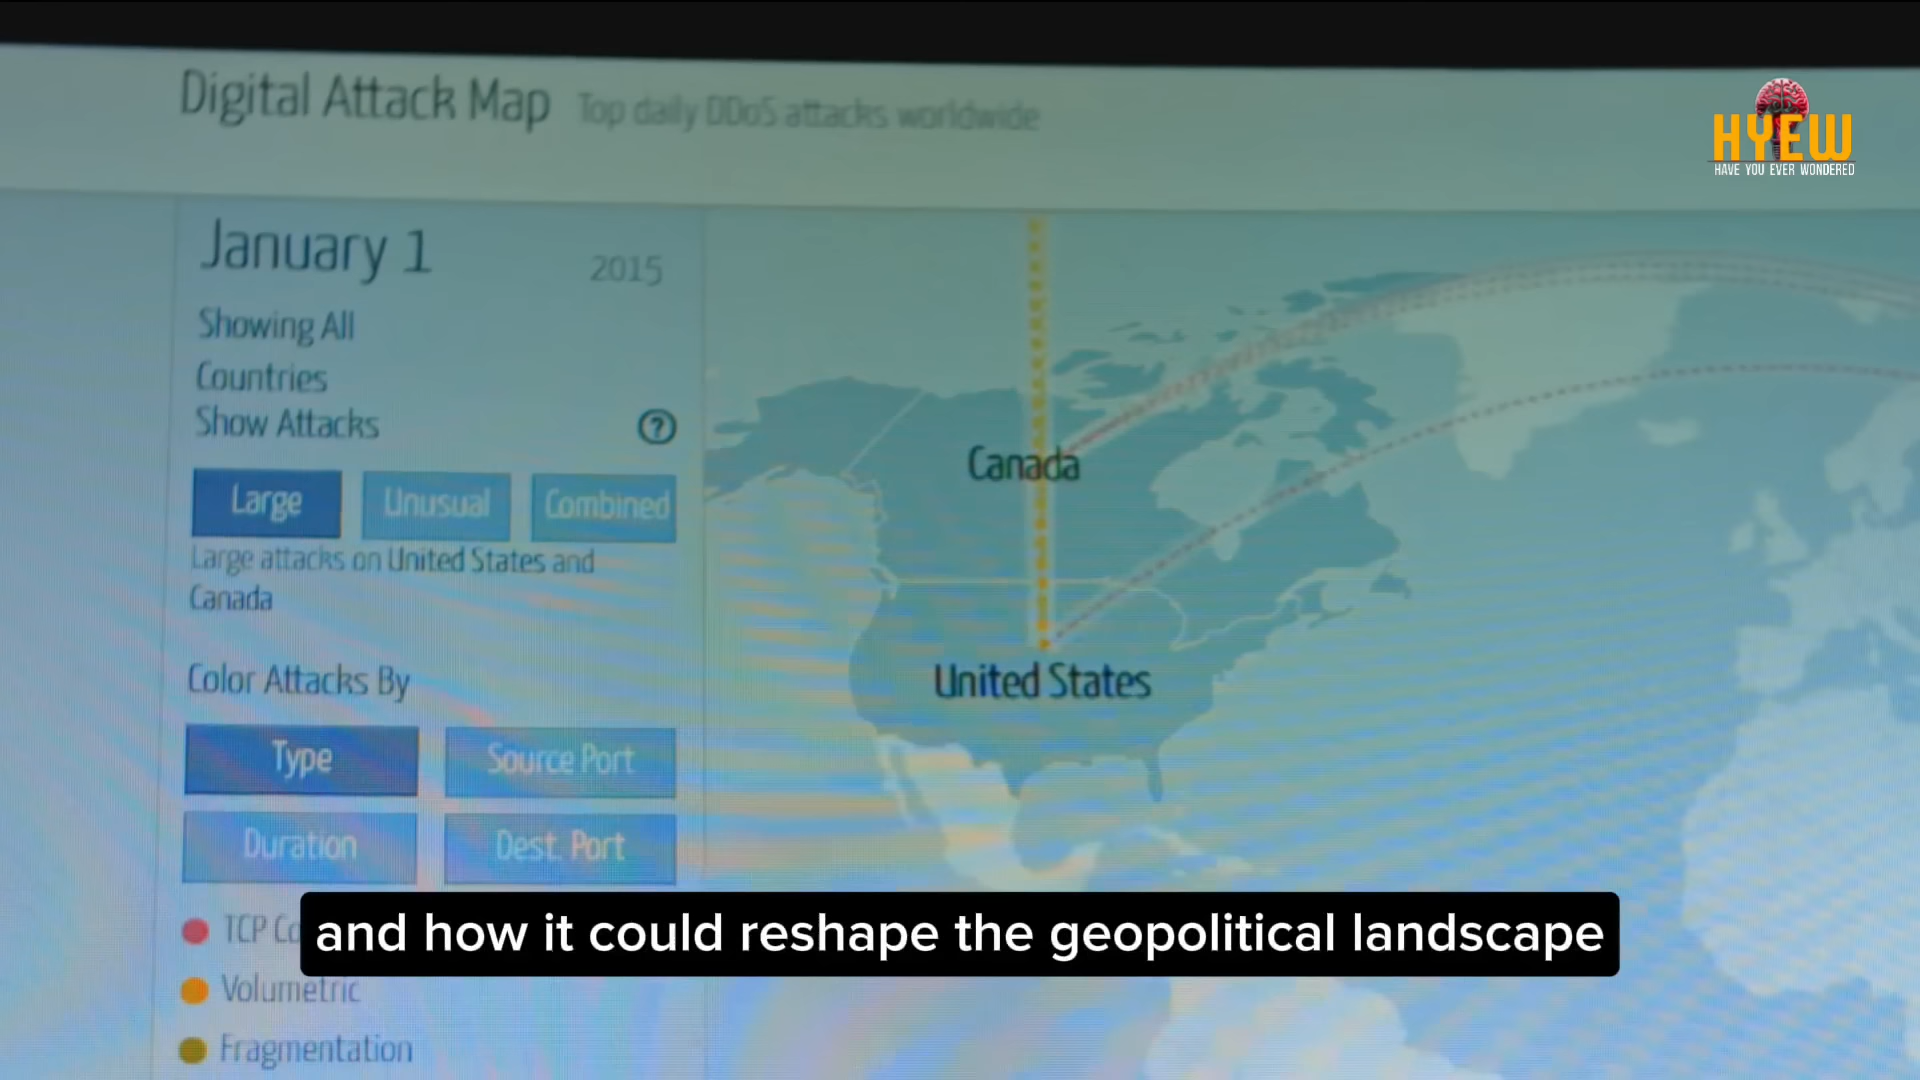 Digital Attack Map Top daily DDoS attacks worldwide
HYEW
HAVE YOU EVER WONDERED
January 1 2015
Showing All
Countries
Show Attacks ?
Large Unusual Combined
Large attacks on United States and
Canada
Color Attacks By
Type Source Port
Duration Dest. Port
TCP
Volumetric
Fragmentation
Canada
United States
and how it could reshape the geopolitical landscape